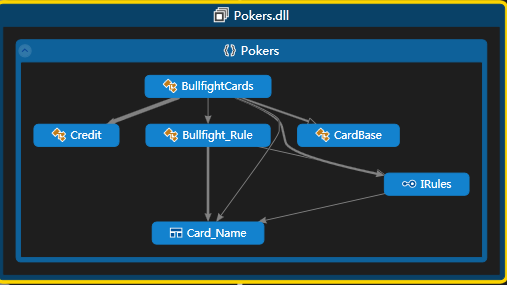 Pokers.dll
Pokers
BullfightCards
Credit
Bullfight_Rule
CardBase
IRules
Card_Name